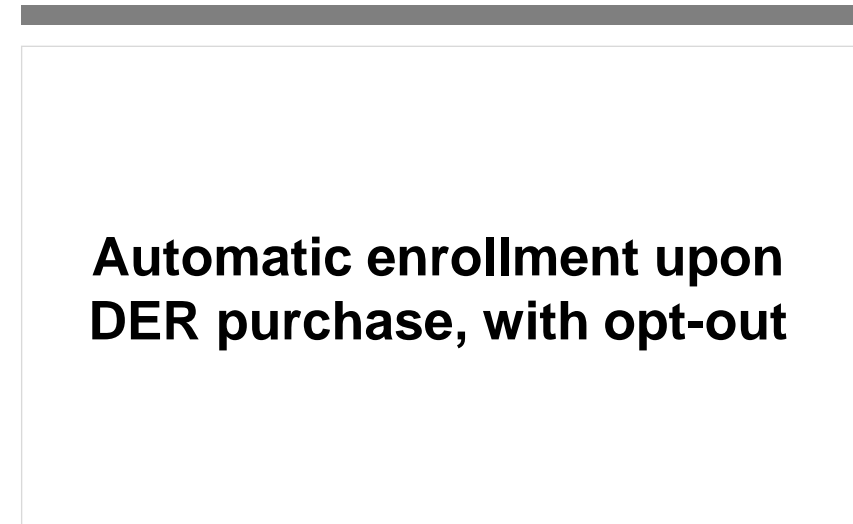 Automatic enrollment upon
DER purchase, with opt-out